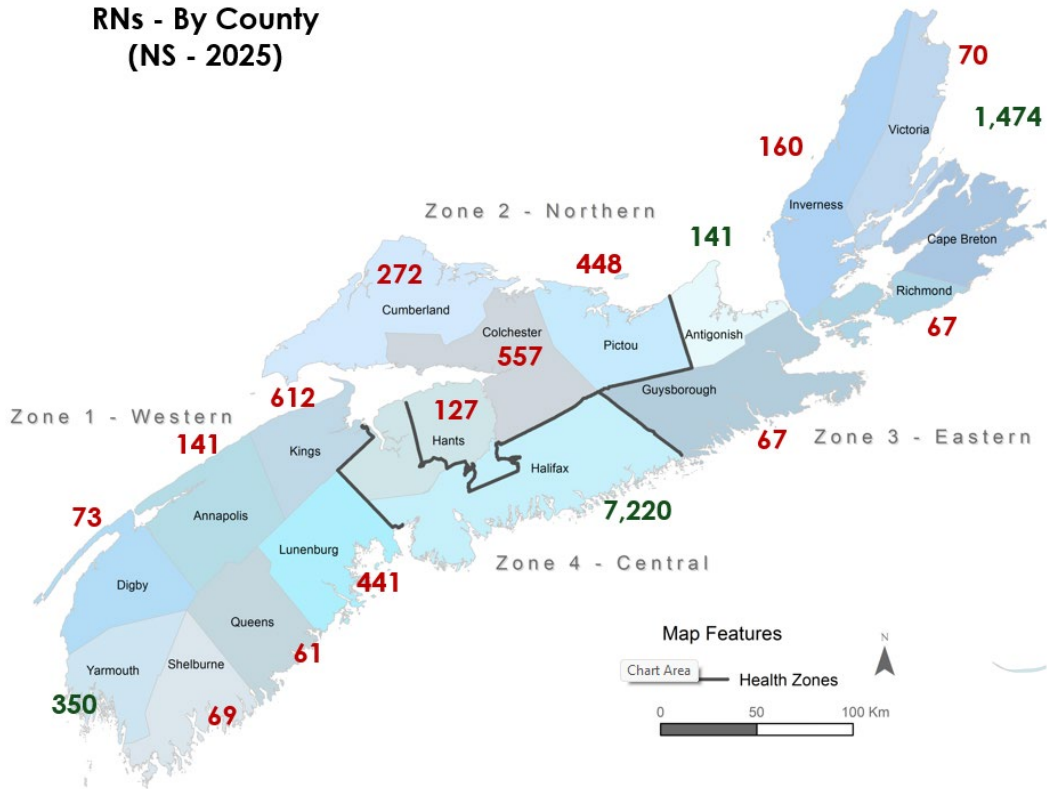 RNs - By County
(NS - 2025)
70
1,474
Victoria
160
Inverness
Zone 2 - Northern
141
Cape Breton
272
448
Richmond
Cumberland
67
Colchester
Antigonish
557
Pictou
Guysborough
612
Zone 1 - Western
127
67
Zone 3 - Eastern
141
Kings
Hants
Halifax
73
7,220
Annapolis
Lunenburg
Zone 4 - Central
Digby
441
Queens
Map Features
61
Shelburne
Yarmouth
N
Chart Area
Health Zones
350
69
0 50 100 Km